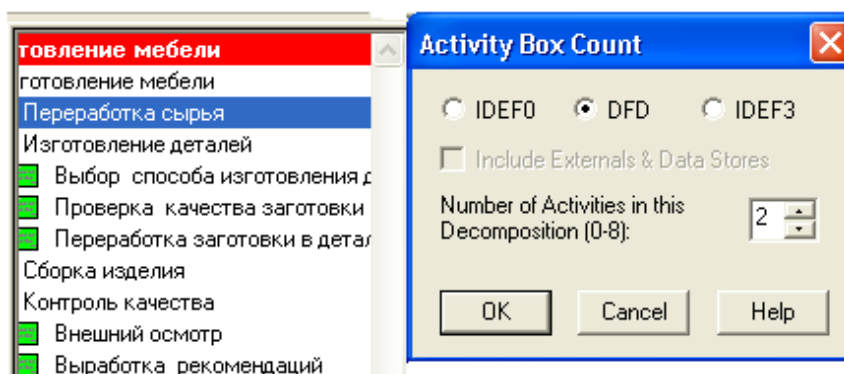 товление мебели
готовление мебели
Переработка сырья
Изготовление деталей
Выбор способа изготовления д
Проверка качества заготовки
Переработка заготовки в детал
Сборка изделия
Контроль качества
Внешний осмотр
Выработка рекомендаций
Activity Box Count
IDEF0 DFD IDEF3
Include Externals & Data Stores
Number of Activities in this
Decomposition (0-8):
2
OK Cancel Help